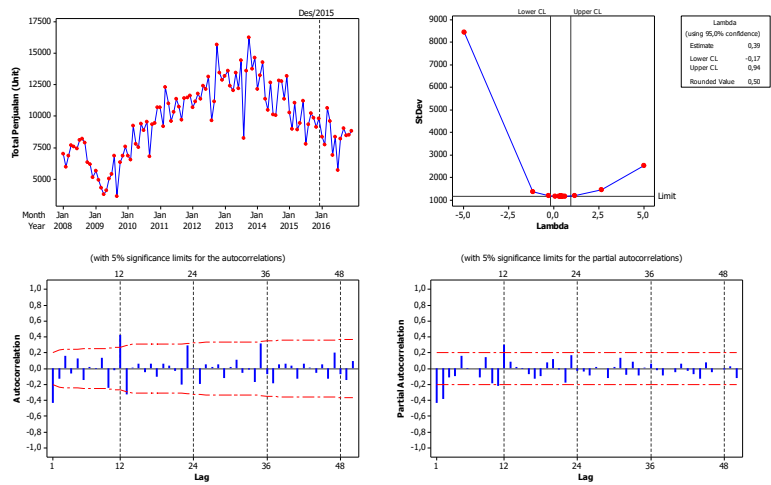 Des/2015
17500
15000
12500
10000
7500
5000
Total Penjualan (Unit)
Month Jan Jan Jan Jan Jan Jan Jan Jan Jan
Year 2008 2009 2010 2011 2012 2013 2014 2015 2016
Lower CL Upper CL
9000
8000
7000
6000
5000
4000
3000
2000
1000
StDev
Limit
-5,0 -2,5 0,0 2,5 5,0
Lambda
Lambda
(using 95,0% confidence)
Estimate 0,39
Lower CL -0,17
Upper CL 0,94
Rounded Value 0,50
(with 5% significance limits for the autocorrelations)
12 24 36 48
1,0
0,8
0,6
0,4
0,2
0,0
-0,2
-0,4
-0,6
-0,8
-1,0
Autocorrelation
1 12 24 36 48
Lag
(with 5% significance limits for the partial autocorrelations)
12 24 36 48
1,0
0,8
0,6
0,4
0,2
0,0
-0,2
-0,4
-0,6
-0,8
-1,0
Partial Autocorrelation
1 12 24 36 48
Lag